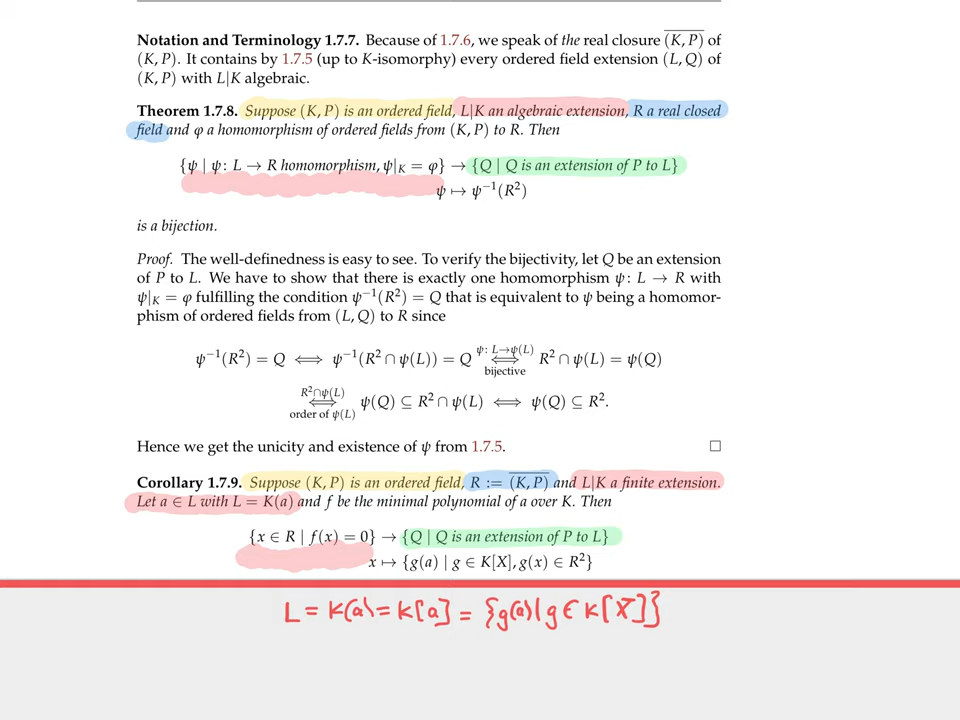 Notation and Terminology 1.7.7. Because of 1.7.6, we speak of the real closure \overline{(K, P)} of
(K, P). It contains by 1.7.5 (up to K-isomorphy) every ordered field extension (L, Q) of
(K, P) with L|K algebraic.
Theorem 1.7.8. Suppose (K, P) is an ordered field, L|K an algebraic extension, R a real closed
field and φ a homomorphism of ordered fields from (K, P) to R. Then
{ψ | ψ: L → R homomorphism, ψ|_K = φ} → {Q | Q is an extension of P to L}
ψ ↦ ψ⁻¹(R²)
is a bijection.
Proof. The well-definedness is easy to see. To verify the bijectivity, let Q be an extension
of P to L. We have to show that there is exactly one homomorphism ψ: L → R with
ψ|_K = φ fulfilling the condition ψ⁻¹(R²) = Q that is equivalent to ψ being a homomor-
phism of ordered fields from (L, Q) to R since
ψ⁻¹(R²) = Q ⟺ ψ⁻¹(R² ∩ ψ(L)) = Q ψ: L→ψ(L) ⟺ bijective R² ∩ ψ(L) = ψ(Q)
R²∩ψ(L) ⟺ order of ψ(L) ψ(Q) ⊆ R² ∩ ψ(L) ⟺ ψ(Q) ⊆ R².
Hence we get the unicity and existence of ψ from 1.7.5. □
Corollary 1.7.9. Suppose (K, P) is an ordered field, R := \overline{(K, P)} and L|K a finite extension.
Let a ∈ L with L = K(a) and f be the minimal polynomial of a over K. Then
{x ∈ R | f(x) = 0} → {Q | Q is an extension of P to L}
x ↦ {g(a) | g ∈ K[X], g(x) ∈ R²}
L = K(a) = K[a] = {g(a) | g ∈ K[X]}